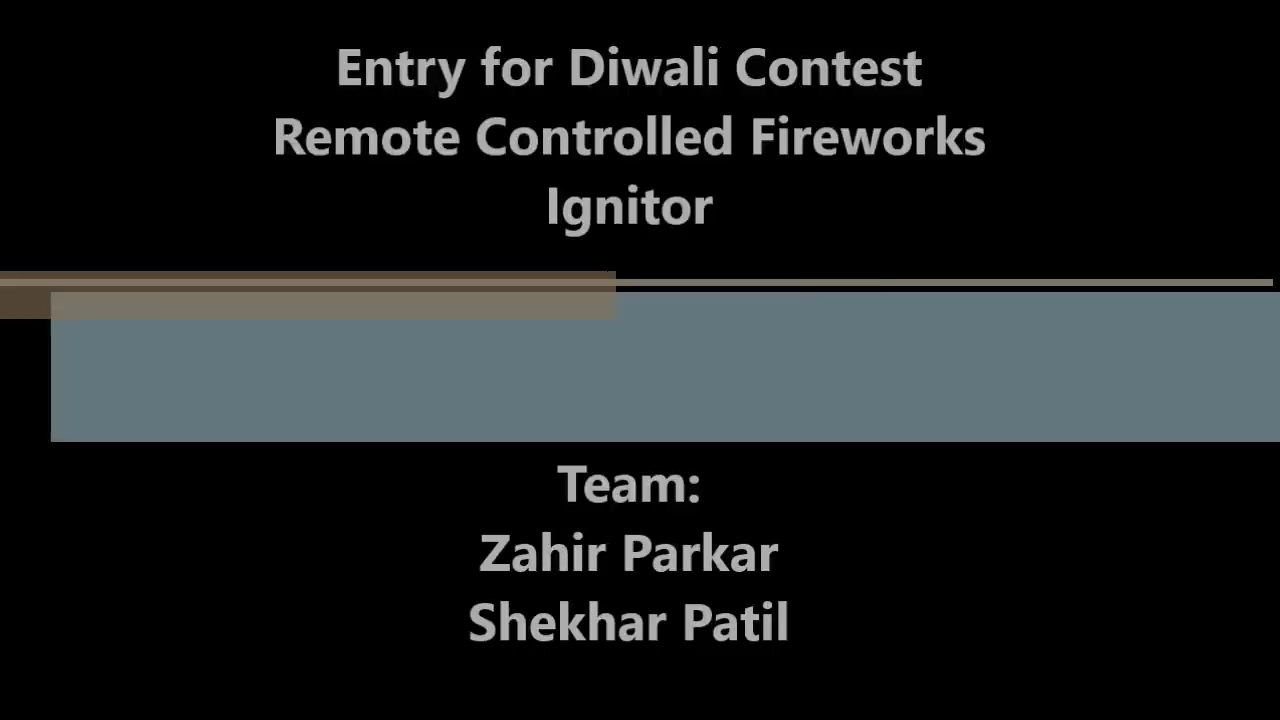 Entry for Diwali Contest
Remote Controlled Fireworks
Ignitor
Team:
Zahir Parkar
Shekhar Patil